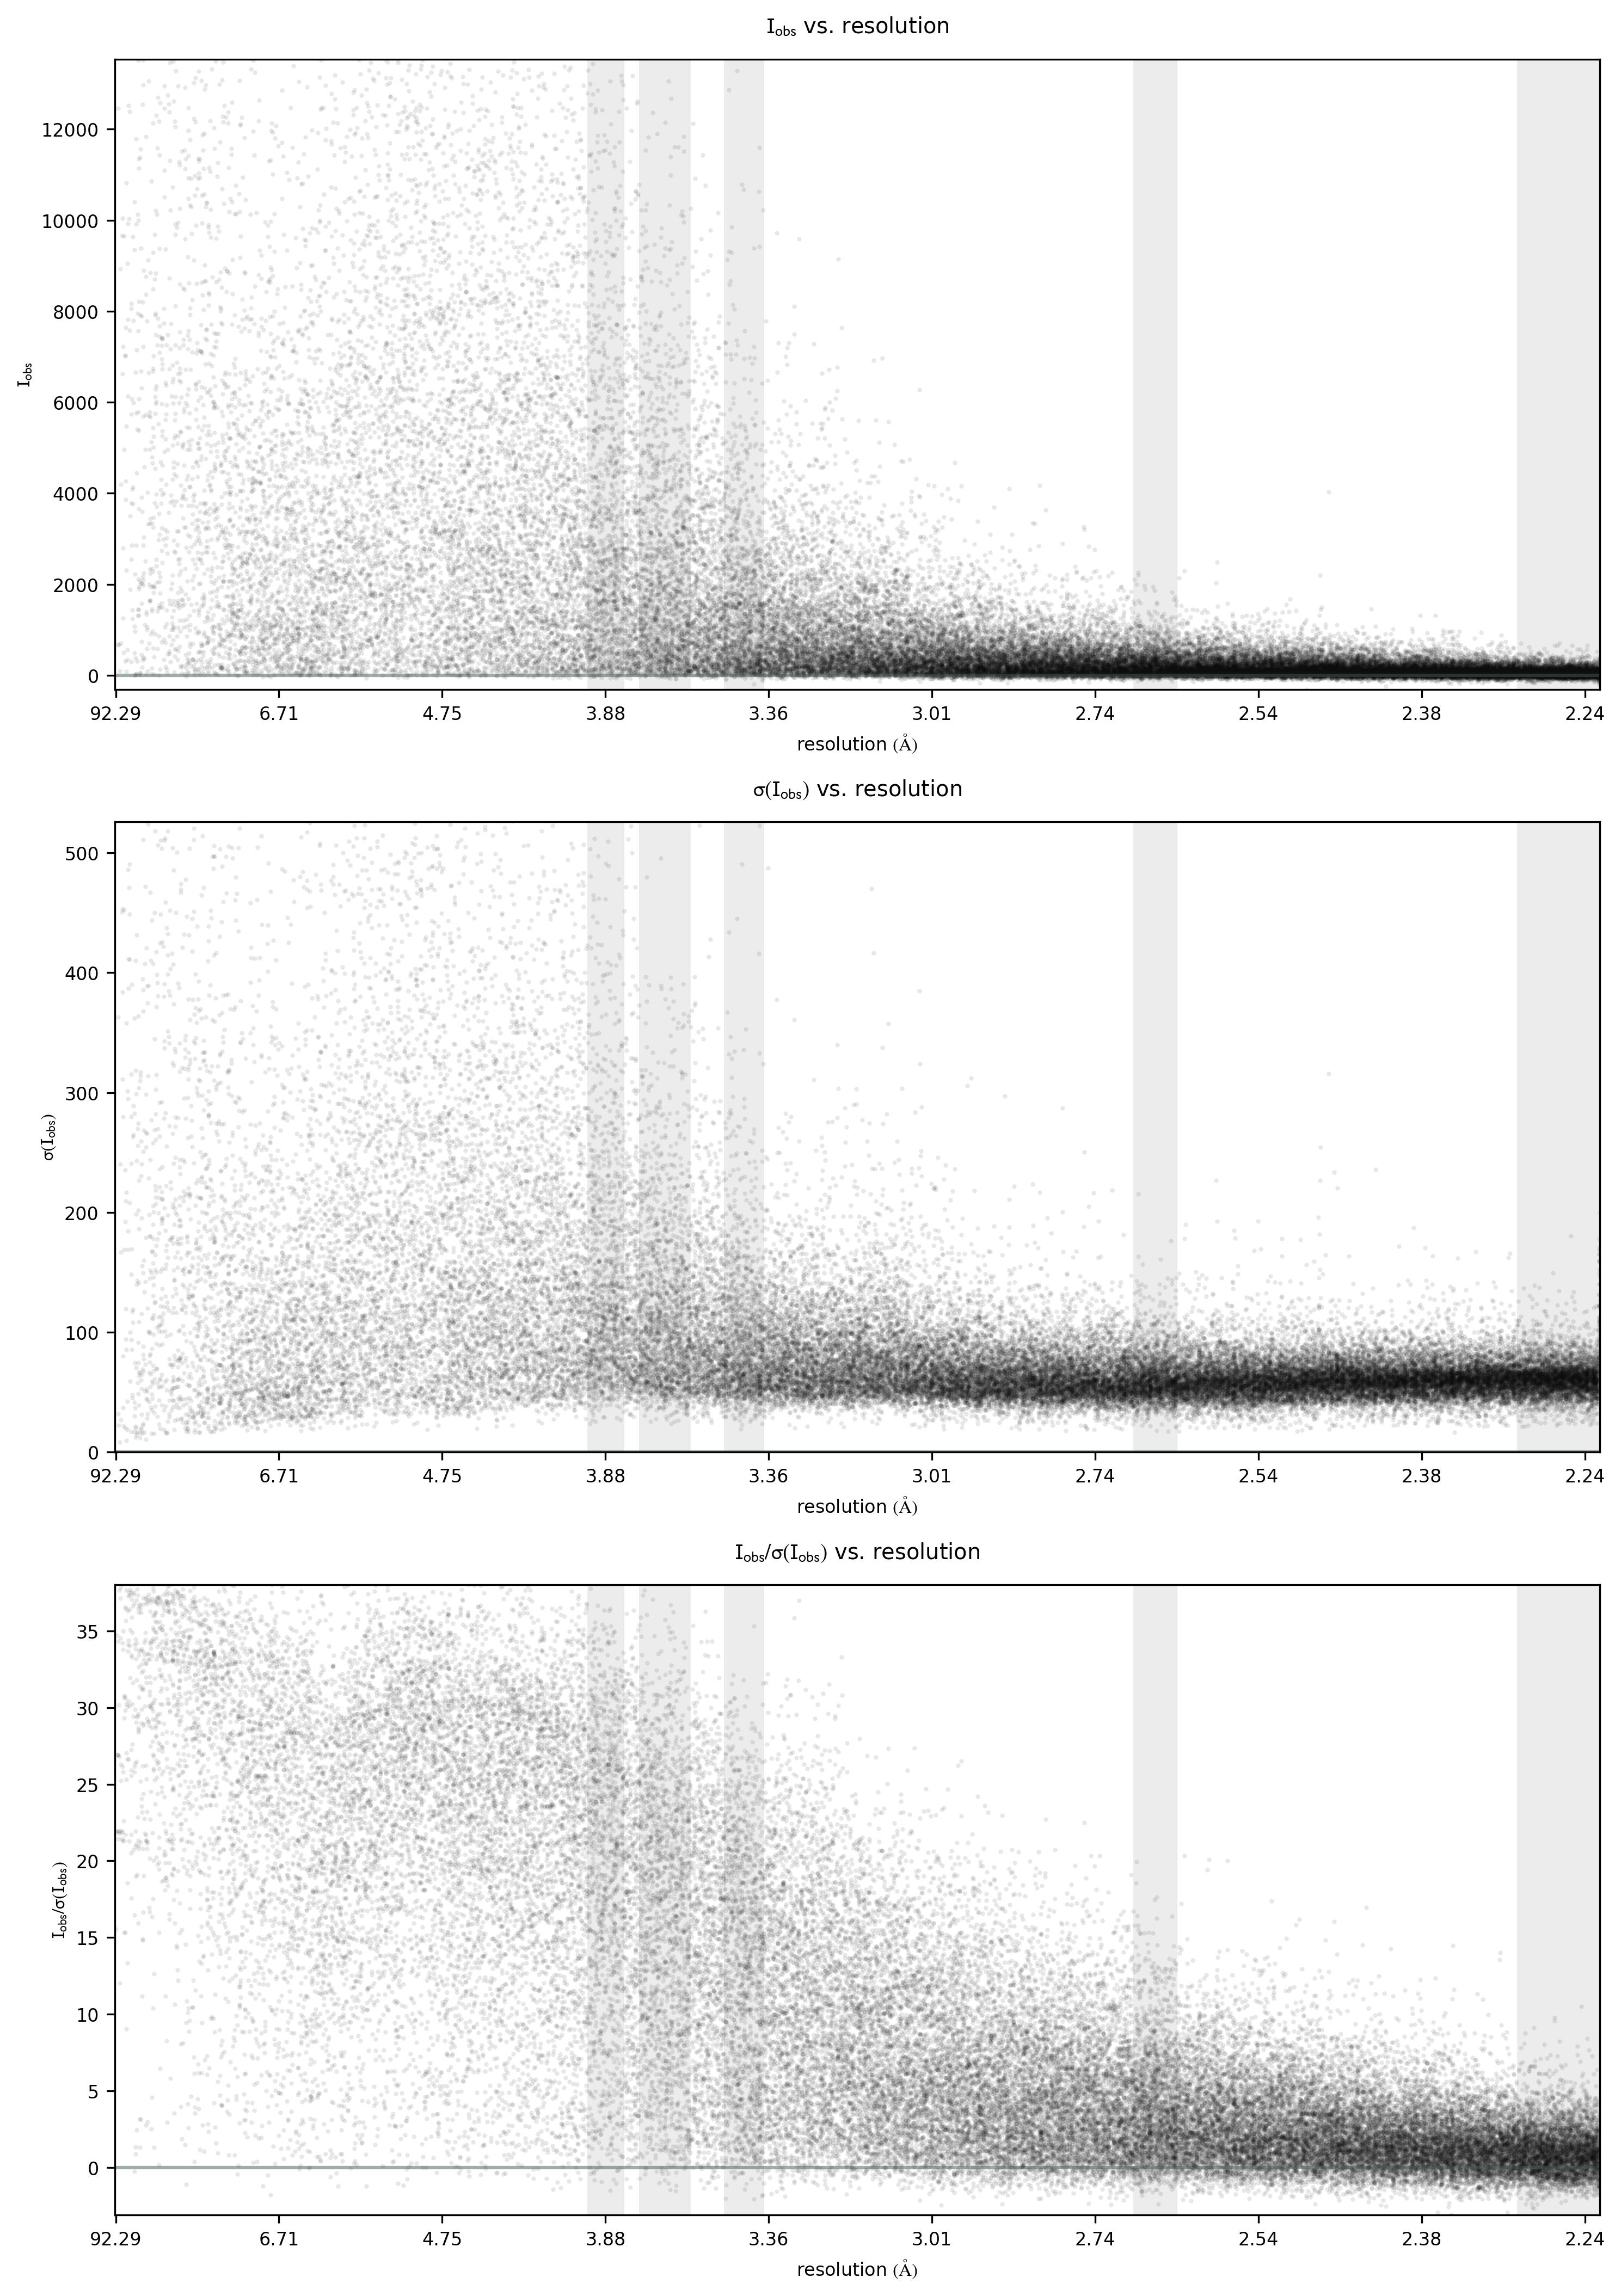 Iobs vs. resolution
12000
10000
8000
6000
4000
2000
0
Iobs
92.29 6.71 4.75 3.88 3.36 3.01 2.74 2.54 2.38 2.24
resolution (Å)
σ(Iobs) vs. resolution
500
400
300
200
100
0
σ(Iobs)
92.29 6.71 4.75 3.88 3.36 3.01 2.74 2.54 2.38 2.24
resolution (Å)
Iobs/σ(Iobs) vs. resolution
35
30
25
20
15
10
5
0
Iobs/σ(Iobs)
92.29 6.71 4.75 3.88 3.36 3.01 2.74 2.54 2.38 2.24
resolution (Å)